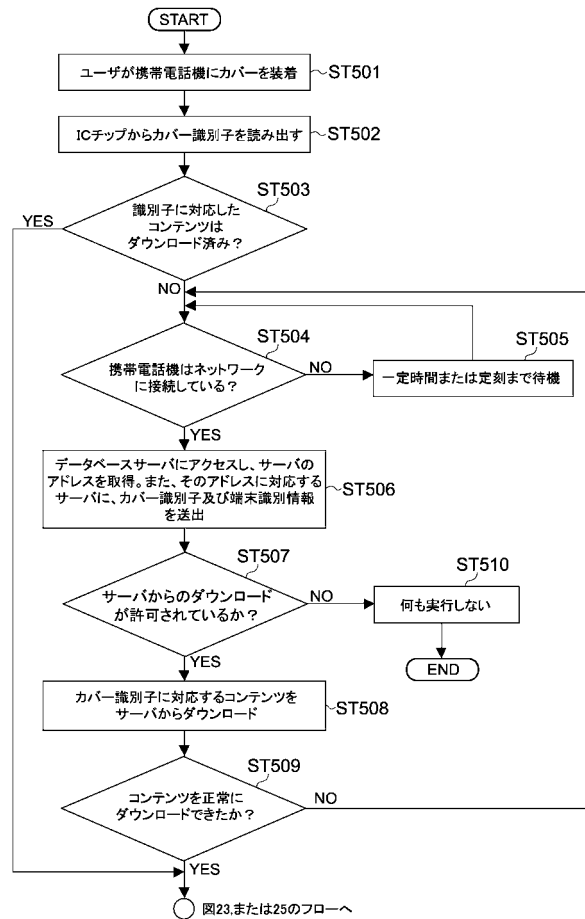 START
ユーザが携帯電話機にカバーを装着
ST501
ICチップからカバー識別子を読み出す
ST502
ST503
識別子に対応した
コンテンツは
ダウンロード済み？
YES
NO
ST504
携帯電話機はネットワーク
に接続している？
NO
ST505
一定時間または定刻まで待機
YES
データベースサーバにアクセスし、サーバの
アドレスを取得。また、そのアドレスに対応する
サーバに、カバー識別子及び端末識別情報
を送出
ST506
ST507
サーバからのダウンロード
が許可されているか？
NO
ST510
何も実行しない
END
YES
カバー識別子に対応するコンテンツを
サーバからダウンロード
ST508
ST509
コンテンツを正常に
ダウンロードできたか？
NO
YES
図23,または25のフローへ